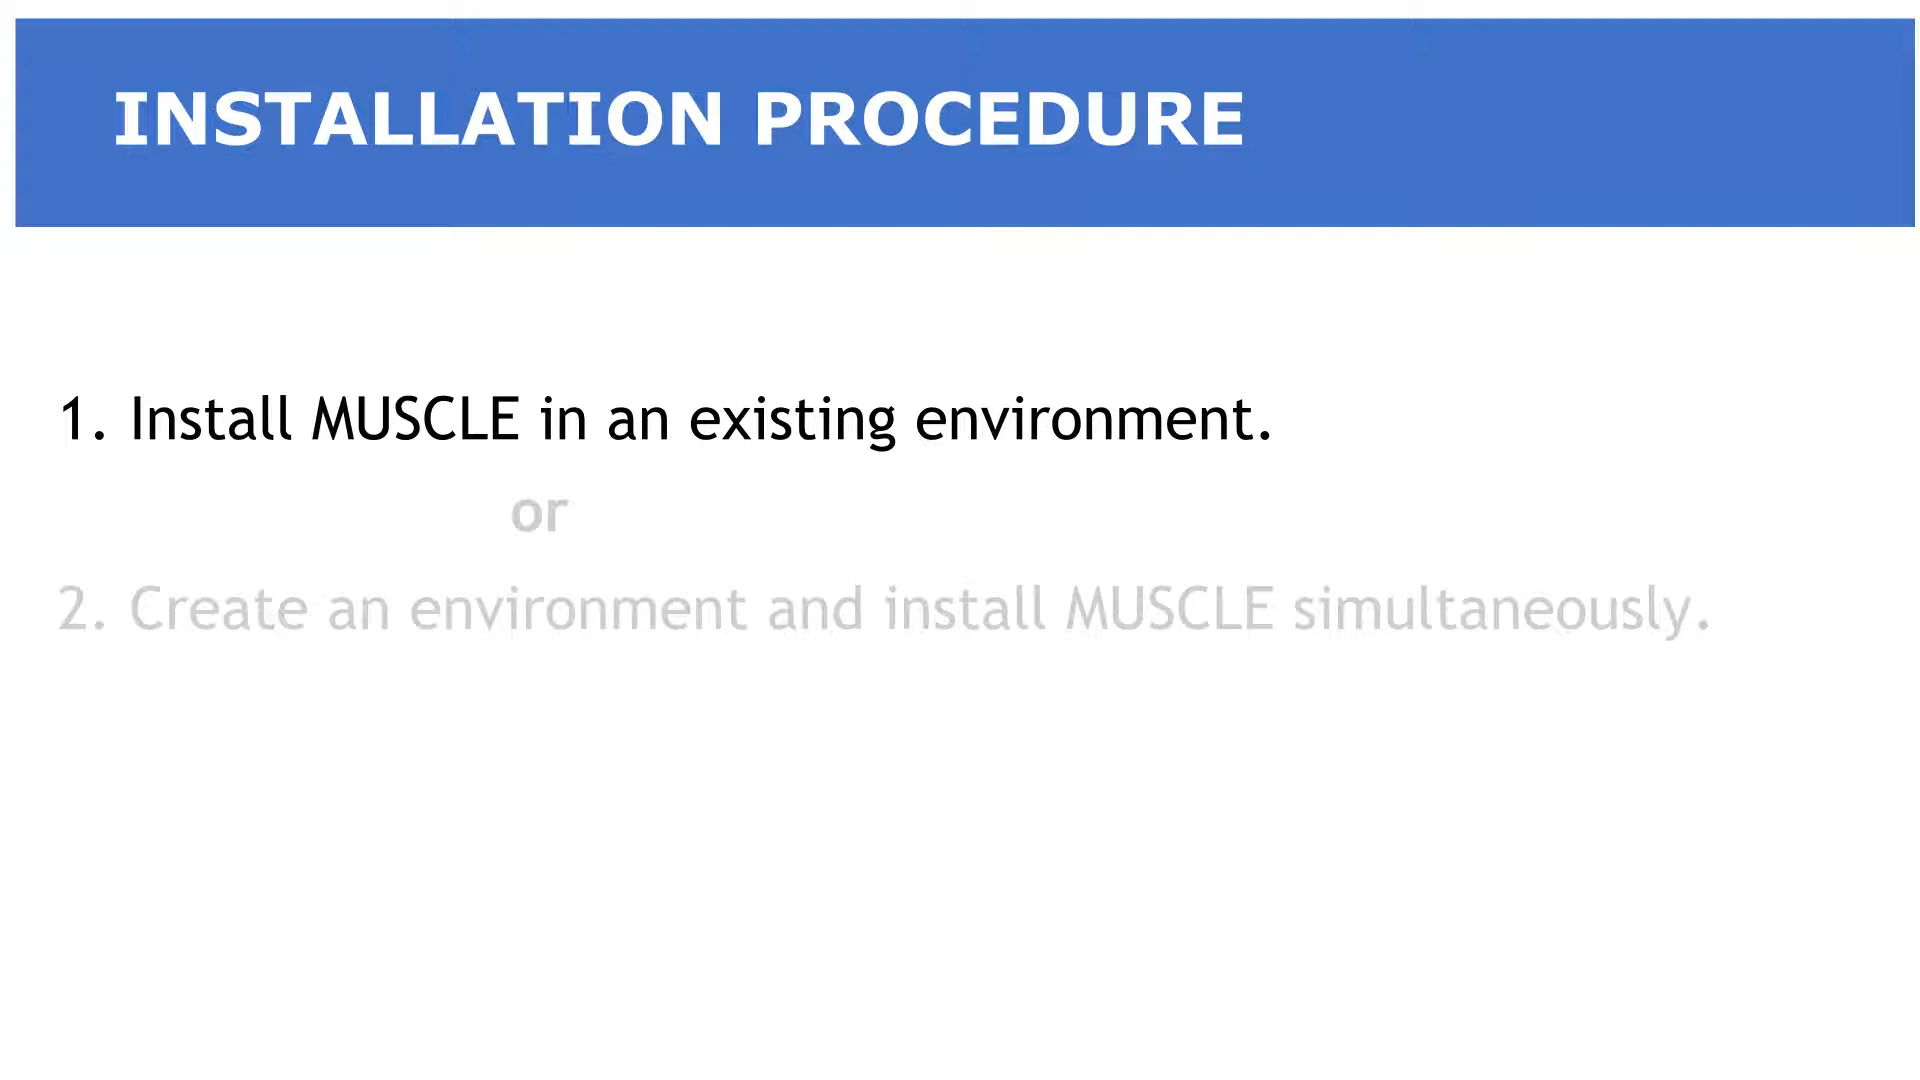 INSTALLATION PROCEDURE
1. Install MUSCLE in an existing environment.
or
2. Create an environment and install MUSCLE simultaneously.